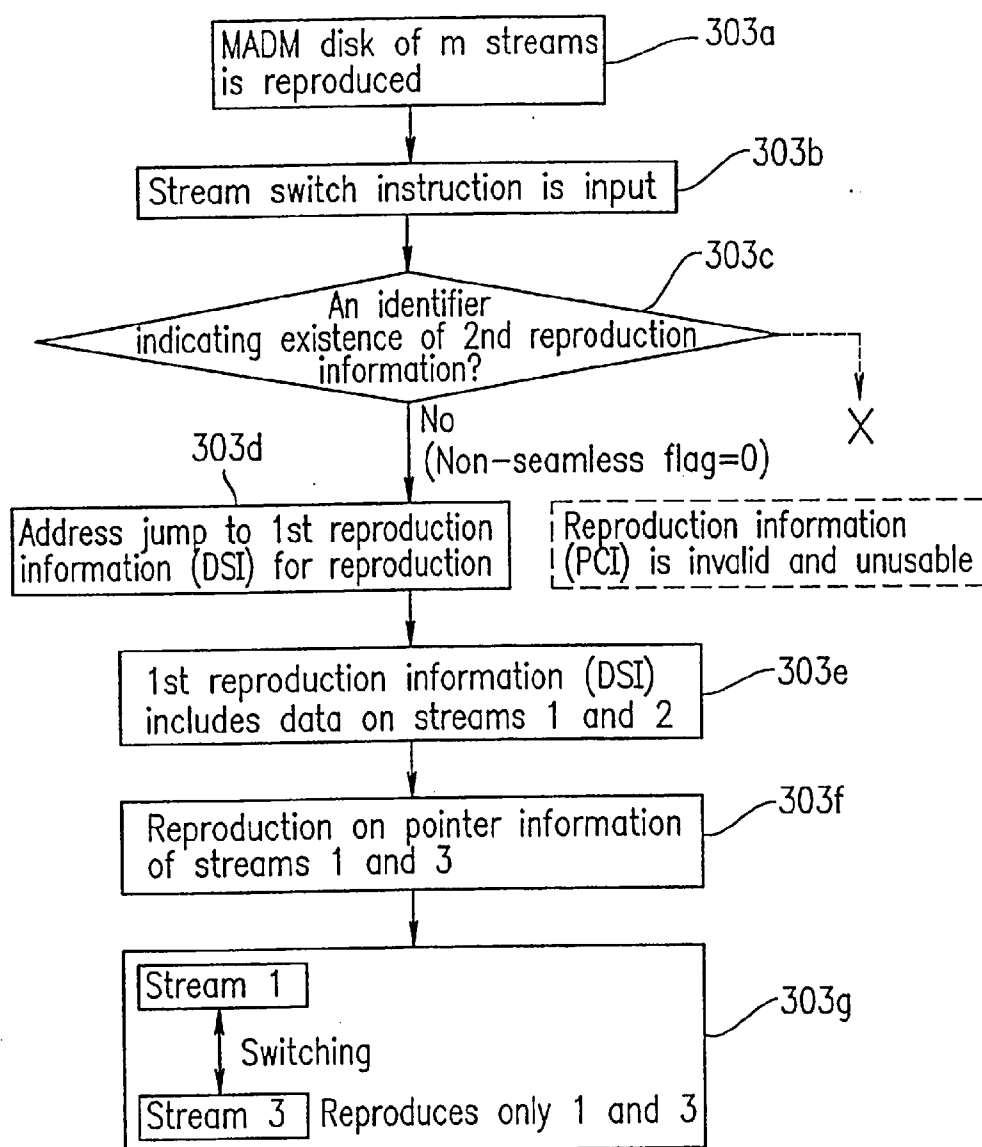 MADM disk of m streams
is reproduced
303a
Stream switch instruction is input
303b
303c
An identifier
indicating existence of 2nd reproduction
information?
X
No
(Non-seamless flag=0)
303d
Address jump to 1st reproduction
information (DSI) for reproduction
Reproduction information
(PCI) is invalid and unusable
1st reproduction information (DSI)
includes data on streams 1 and 2
303e
Reproduction on pointer information
of streams 1 and 3
303f
Stream 1
Switching
Stream 3 Reproduces only 1 and 3
303g